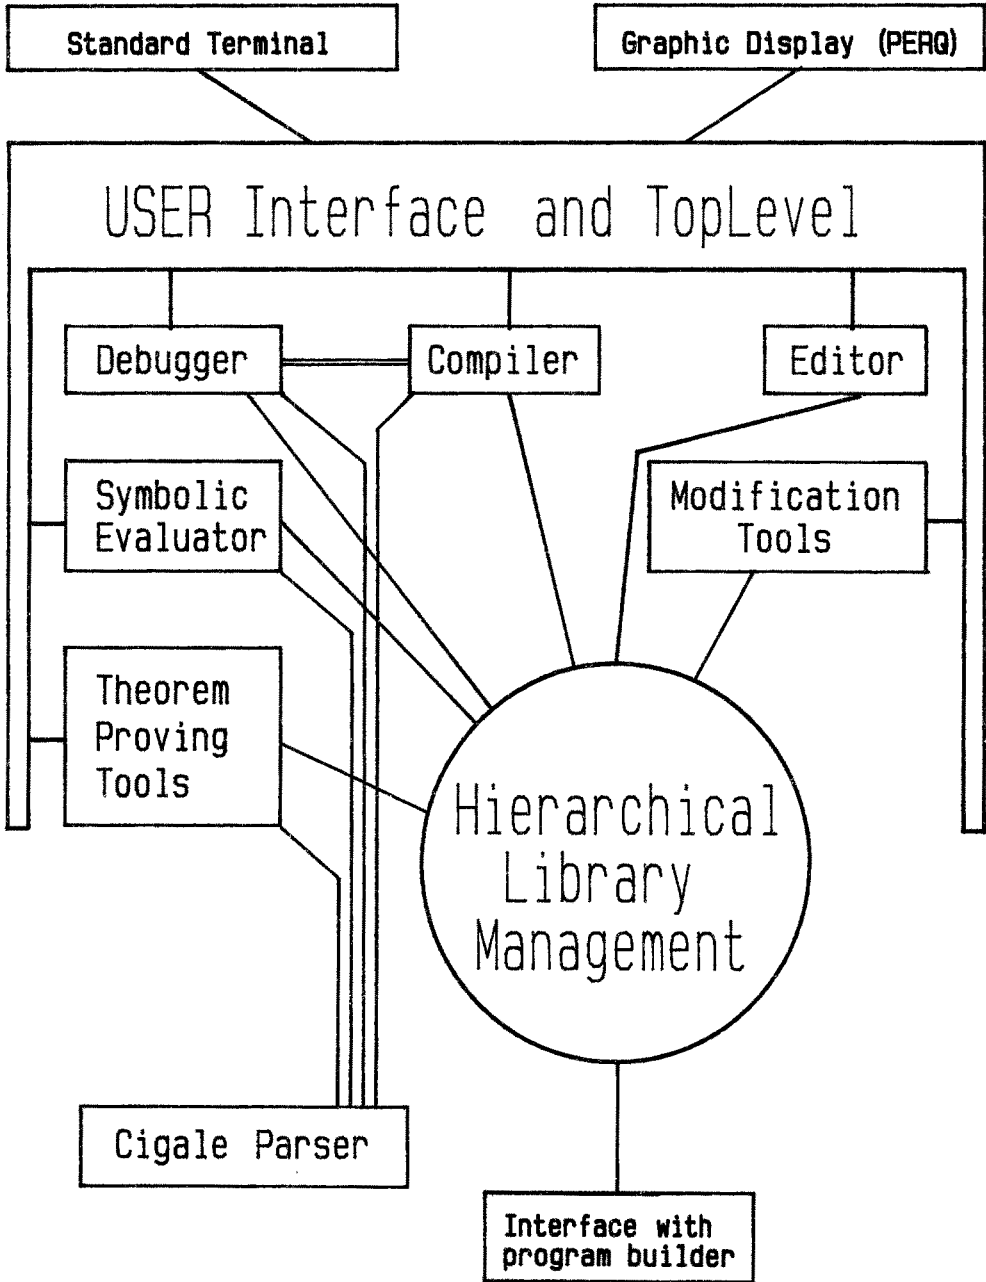 Standard Terminal
Graphic Display (PERQ)
USER Interface and TopLevel
Debugger
Compiler
Editor
Symbolic
Evaluator
Modification
Tools
Theorem
Proving
Tools
Hierarchical
Library
Management
Cigale Parser
Interface with
program builder